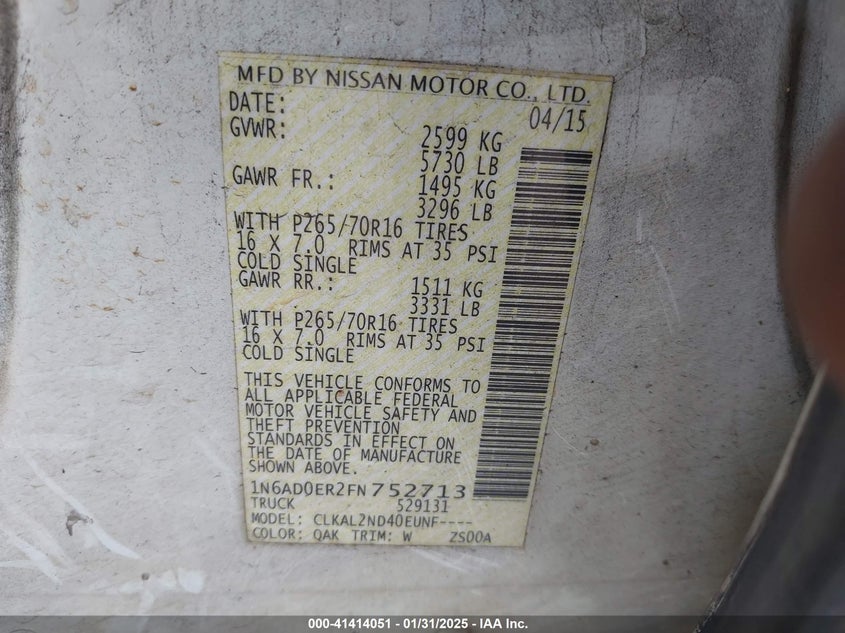 MFD BY NISSAN MOTOR CO., LTD.
DATE: 04/15
GVWR: 2599 KG
5730 LB
GAWR FR.: 1495 KG
3296 LB
WITH P265/70R16 TIRES
16 X 7.0 RIMS AT 35 PSI
COLD SINGLE
GAWR RR.: 1511 KG
3331 LB
WITH P265/70R16 TIRES
16 X 7.0 RIMS AT 35 PSI
COLD SINGLE
THIS VEHICLE CONFORMS TO
ALL APPLICABLE FEDERAL
MOTOR VEHICLE SAFETY AND
THEFT PREVENTION
STANDARDS IN EFFECT ON
THE DATE OF MANUFACTURE
SHOWN ABOVE.
1N6AD0ER2FN752713
TRUCK 529131
MODEL: CLKAL2ND40EUNF----
COLOR: QAK TRIM: W ZS00A
000-41414051 - 01/31/2025 - IAA Inc.